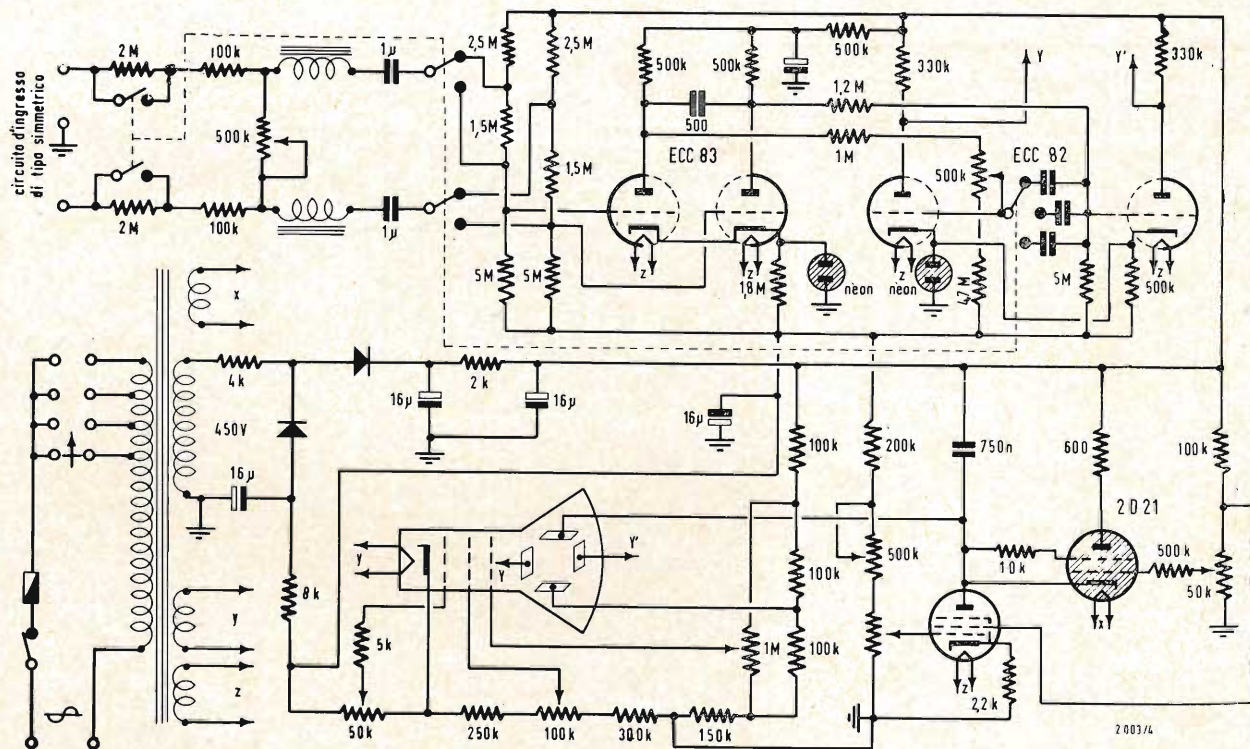 circuito d'ingresso
di tipo simmetrico
2M
100k
1µ
2,5M
2,5M
500k
500k
500k
330k
Y
Y'
330k
500k
1,5M
1,2 M
500
1M
ECC 83
1,5M
500k
ECC 82
2M
100k
1µ
5M
5M
z
z
1,8M
neon
z
neon
4,7M
5M
z
500k
x
4k
2k
450V
16µ
16µ
16µ
16µ
100k
200k
750n
600
100k
2D21
8k
y
Y
Y'
100k
500k
10k
500k
50k
x
y
5k
1M
100k
z
z
2,2k
50k
250k
100k
300k
150k
2003/4